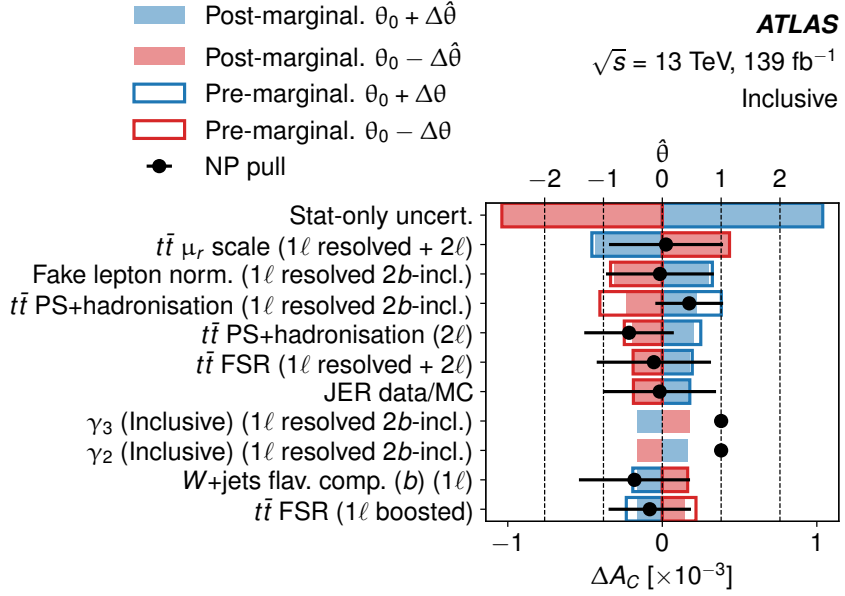 Post-marginal. θ₀ + Δθ̂
Post-marginal. θ₀ − Δθ̂
Pre-marginal. θ₀ + Δθ
Pre-marginal. θ₀ − Δθ
NP pull
ATLAS
√s = 13 TeV, 139 fb⁻¹
Inclusive
θ̂
−2 −1 0 1 2
Stat-only uncert.
tt̄ μᵣ scale (1ℓ resolved + 2ℓ)
Fake lepton norm. (1ℓ resolved 2b-incl.)
tt̄ PS+hadronisation (1ℓ resolved 2b-incl.)
tt̄ PS+hadronisation (2ℓ)
tt̄ FSR (1ℓ resolved + 2ℓ)
JER data/MC
γ₃ (Inclusive) (1ℓ resolved 2b-incl.)
γ₂ (Inclusive) (1ℓ resolved 2b-incl.)
W+jets flav. comp. (b) (1ℓ)
tt̄ FSR (1ℓ boosted)
−1 0 1
ΔA_C [×10⁻³]